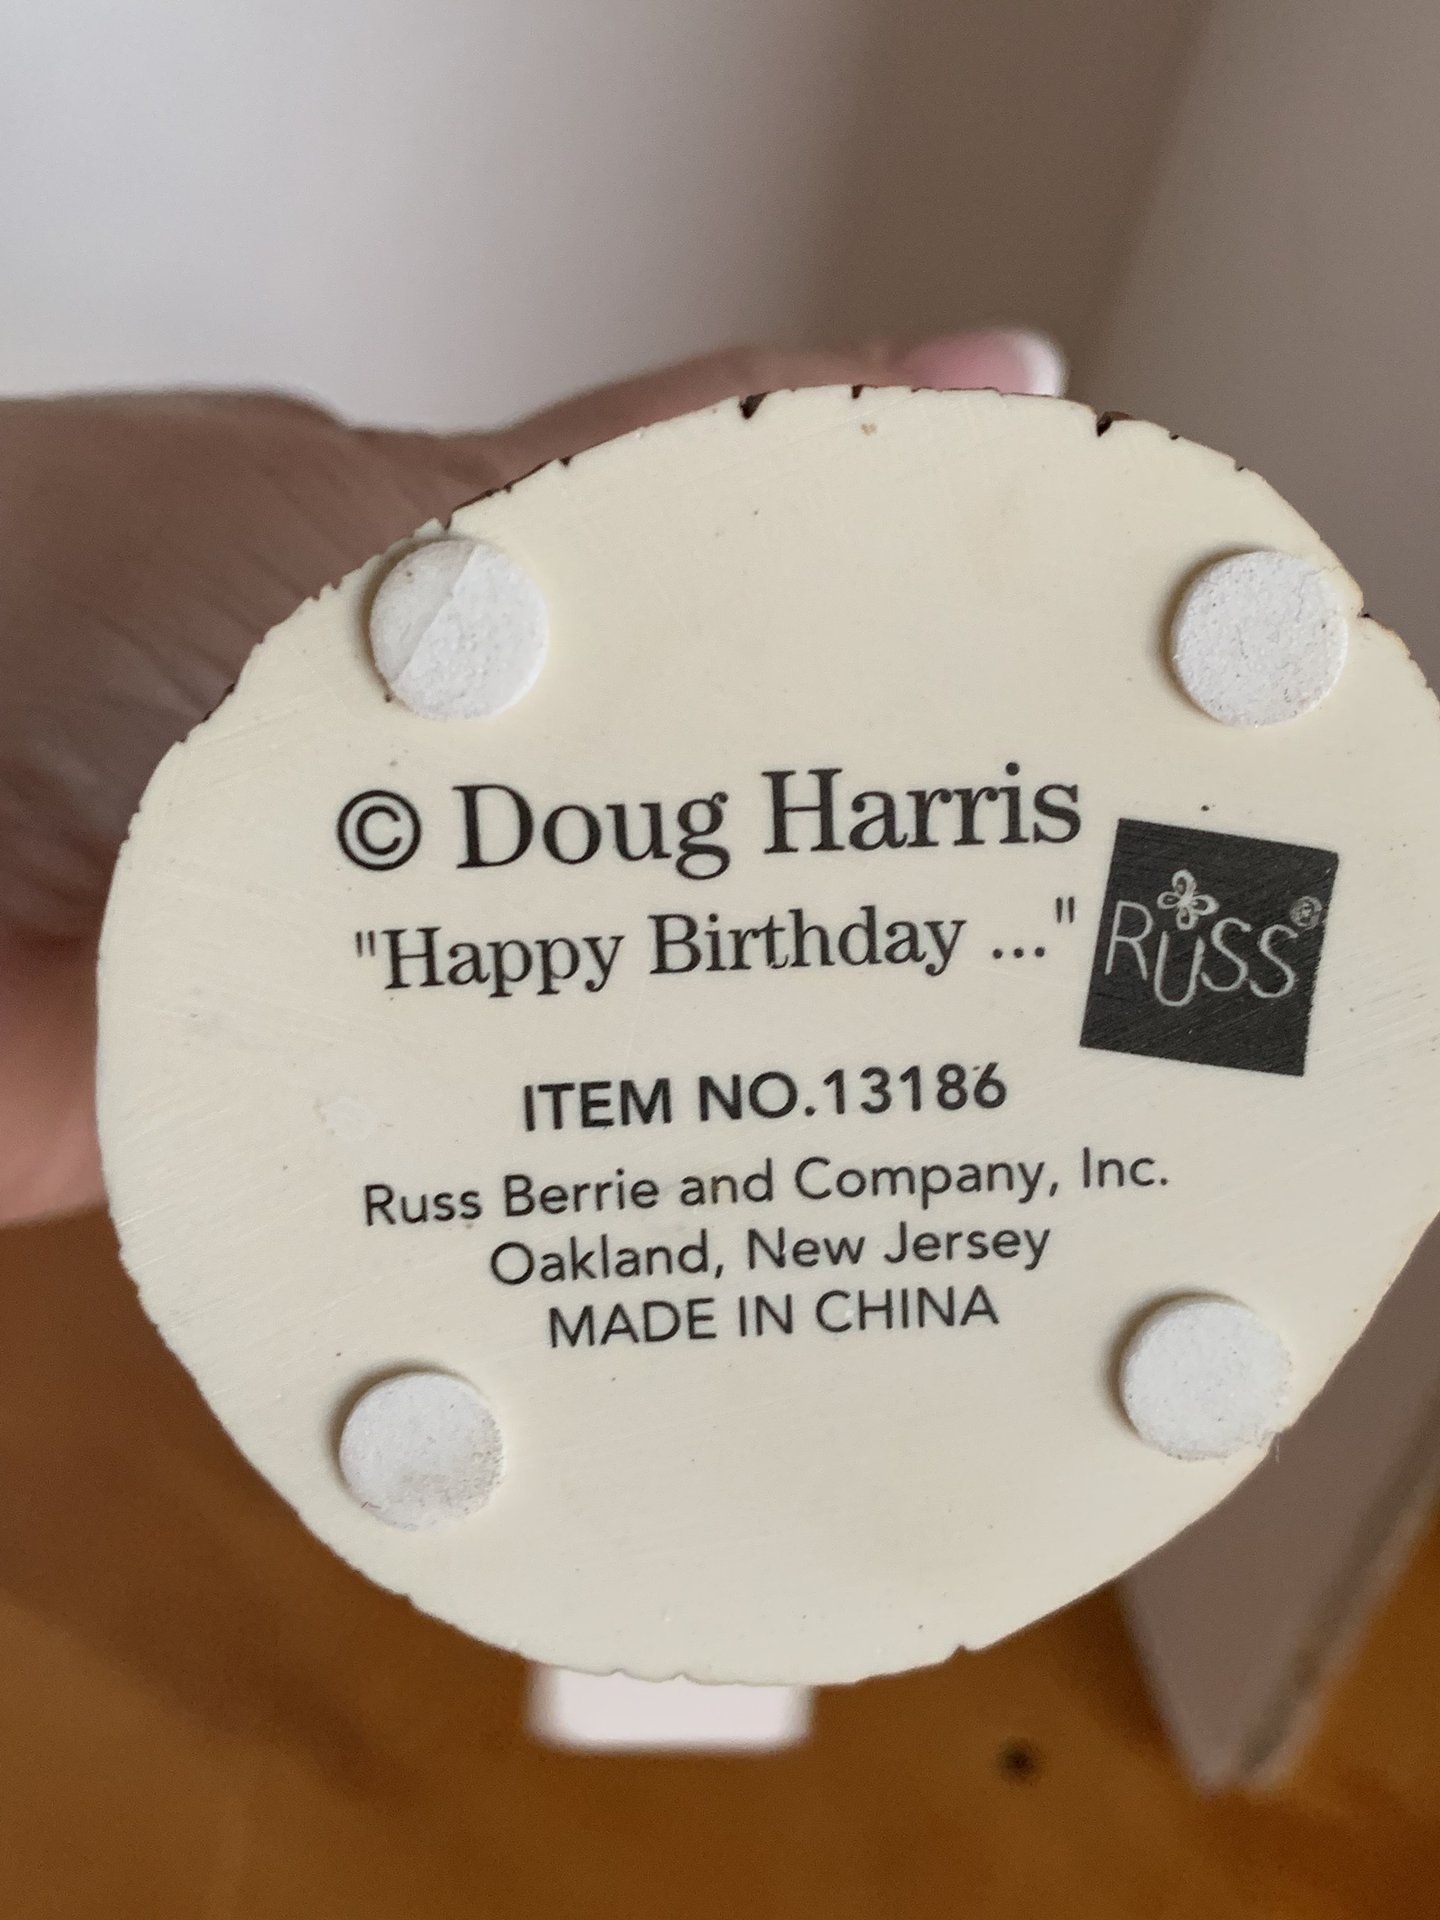 © Doug Harris
"Happy Birthday ..."
RUSS®
ITEM NO.13186
Russ Berrie and Company, Inc.
Oakland, New Jersey
MADE IN CHINA